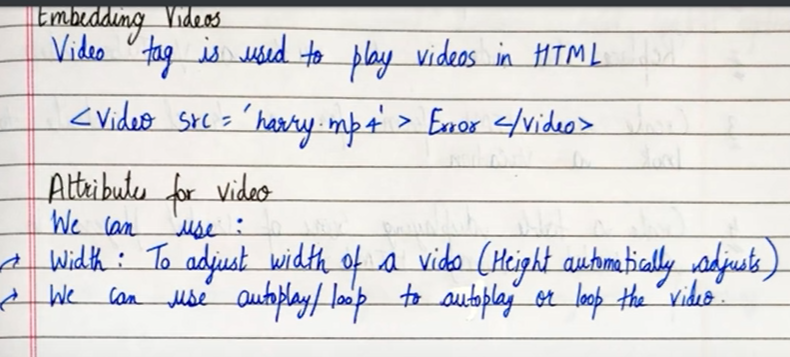 Embedding Videos
Video tag is used to play videos in HTML
<video src = 'harry.mp4' > Error </video>
Attributes for video
We can use :
→ Width : To adjust width of a vido (Height automatically adjusts)
→ We can use autoplay/loop to autoplay or loop the video.